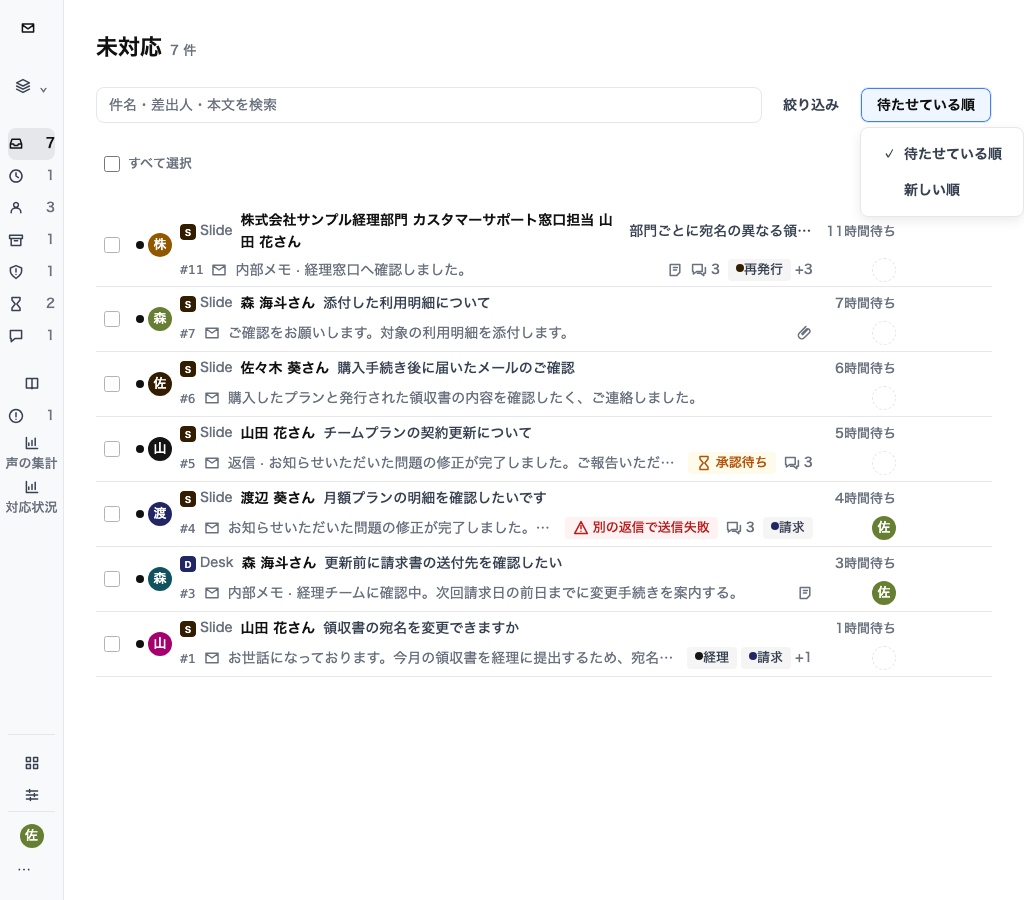 未対応 7 件
件名・差出人・本文を検索
絞り込み
待たせている順
✓ 待たせている順
新しい順
すべて選択
7
1
3
1
1
2
1
1
声の集計
対応状況
佐
…
株
S Slide 株式会社サンプル経理部門 カスタマーサポート窓口担当 山
田 花さん
部門ごとに宛名の異なる領… 11時間待ち
#11 内部メモ · 経理窓口へ確認しました。 3 再発行 +3
森
S Slide 森 海斗さん 添付した利用明細について 7時間待ち
#7 ご確認をお願いします。対象の利用明細を添付します。
佐
S Slide 佐々木 葵さん 購入手続き後に届いたメールのご確認 6時間待ち
#6 購入したプランと発行された領収書の内容を確認したく、ご連絡しました。
山
S Slide 山田 花さん チームプランの契約更新について 5時間待ち
#5 返信 · お知らせいただいた問題の修正が完了しました。ご報告いただ… 承認待ち 3
渡
S Slide 渡辺 葵さん 月額プランの明細を確認したいです 4時間待ち
#4 お知らせいただいた問題の修正が完了しました。… 別の返信で送信失敗 3 請求 佐
森
D Desk 森 海斗さん 更新前に請求書の送付先を確認したい 3時間待ち
#3 内部メモ · 経理チームに確認中。次回請求日の前日までに変更手続きを案内する。 佐
山
S Slide 山田 花さん 領収書の宛名を変更できますか 1時間待ち
#1 お世話になっております。今月の領収書を経理に提出するため、宛名… 経理 請求 +1